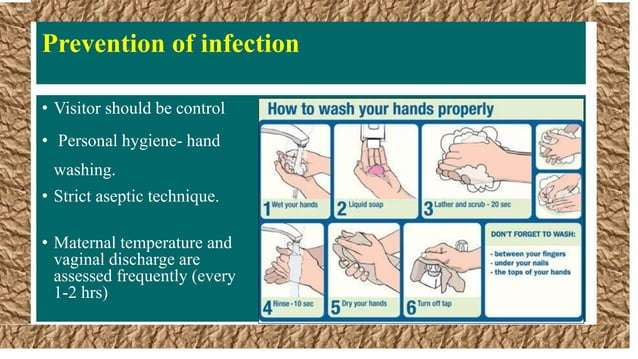 Prevention of infection
• Visitor should be control
• Personal hygiene- hand
washing.
• Strict aseptic technique.
• Maternal temperature and
vaginal discharge are
assessed frequently (every
1-2 hrs)
How to wash your hands properly
1 Wet your hands
2 Liquid soap
3 Lather and scrub - 20 sec
4 Rinse - 10 sec
5 Dry your hands
6 Turn off tap
DON'T FORGET TO WASH:
- between your fingers
- under your nails
- the tops of your hands